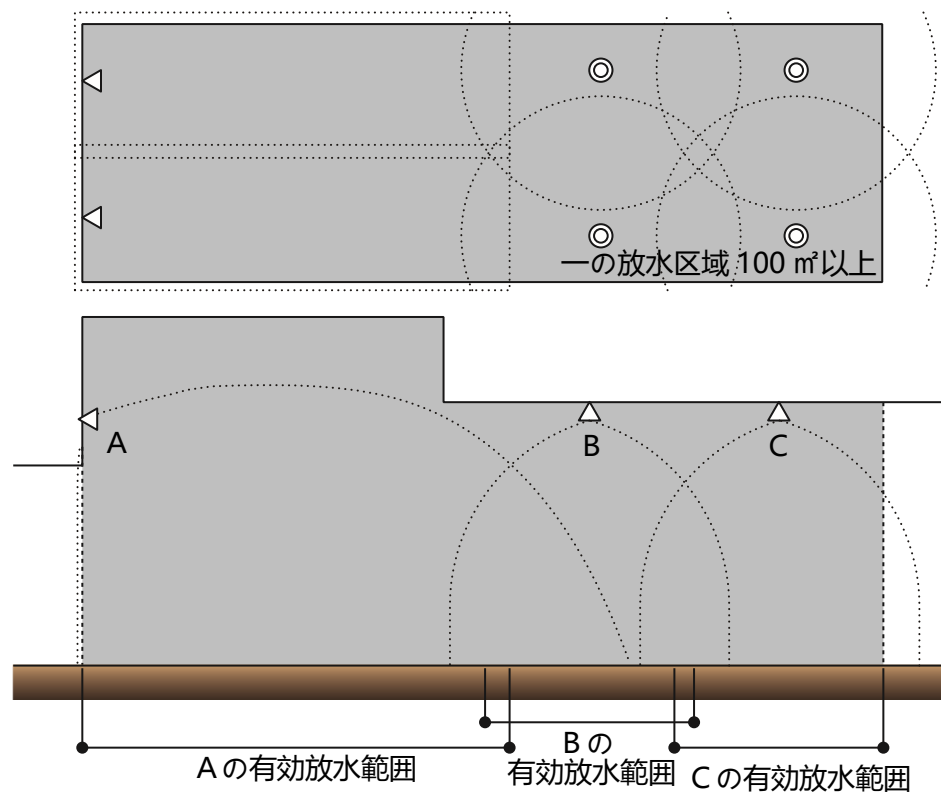 一の放水区域 100 ㎡以上
A
B
C
A の有効放水範囲
B の
有効放水範囲
C の有効放水範囲